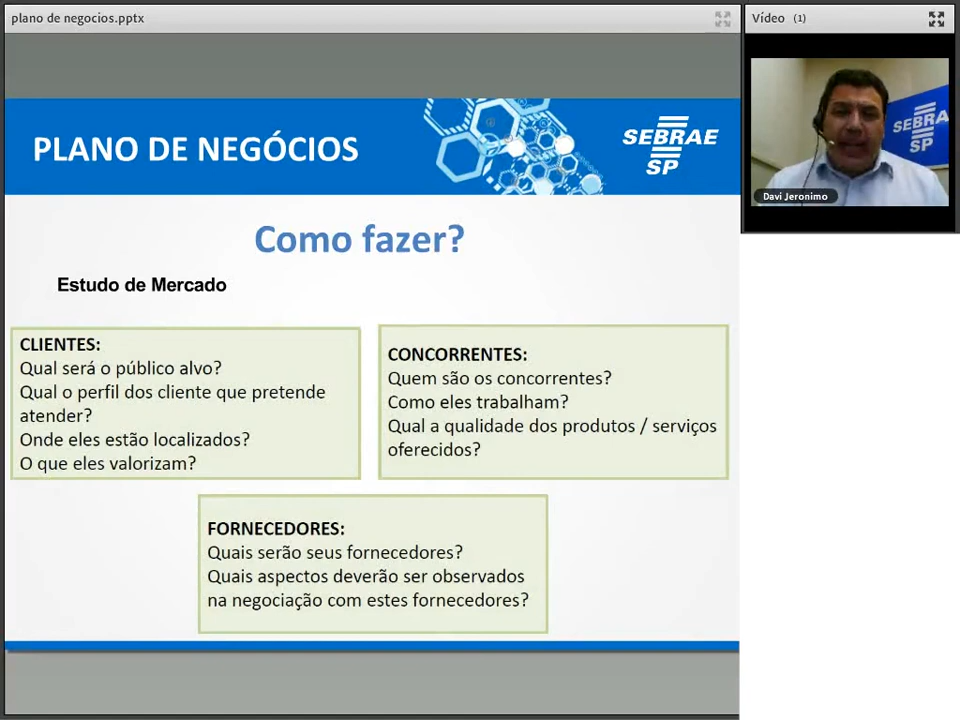 plano de negocios.pptx
Vídeo (1)
PLANO DE NEGÓCIOS
SEBRAE
SP
SEBRAE
SP
Davi Jeronimo
Como fazer?
Estudo de Mercado
CLIENTES:
Qual será o público alvo?
Qual o perfil dos cliente que pretende
atender?
Onde eles estão localizados?
O que eles valorizam?
CONCORRENTES:
Quem são os concorrentes?
Como eles trabalham?
Qual a qualidade dos produtos / serviços
oferecidos?
FORNECEDORES:
Quais serão seus fornecedores?
Quais aspectos deverão ser observados
na negociação com estes fornecedores?